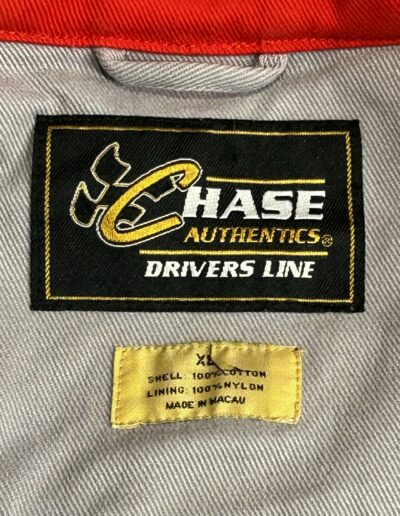 CHASE
AUTHENTICS®
DRIVERS LINE
XL
SHELL: 100% COTTON
LINING: 100% NYLON
MADE IN MACAU